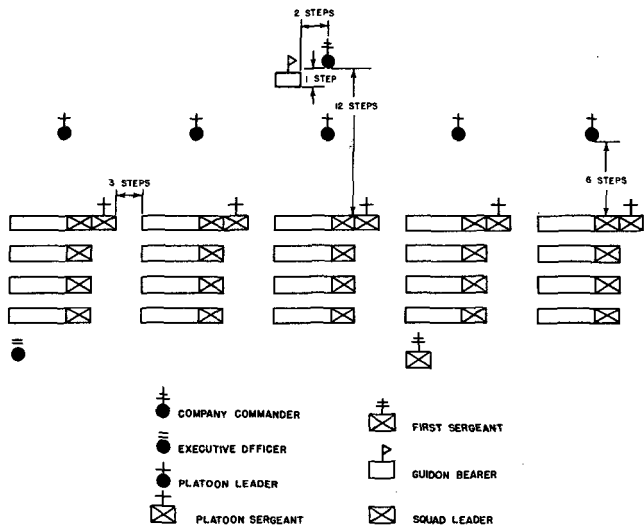 2 STEPS
1 STEP
12 STEPS
3 STEPS
6 STEPS
COMPANY COMMANDER
FIRST SERGEANT
EXECUTIVE OFFICER
GUIDON BEARER
PLATOON LEADER
PLATOON SERGEANT
SQUAD LEADER